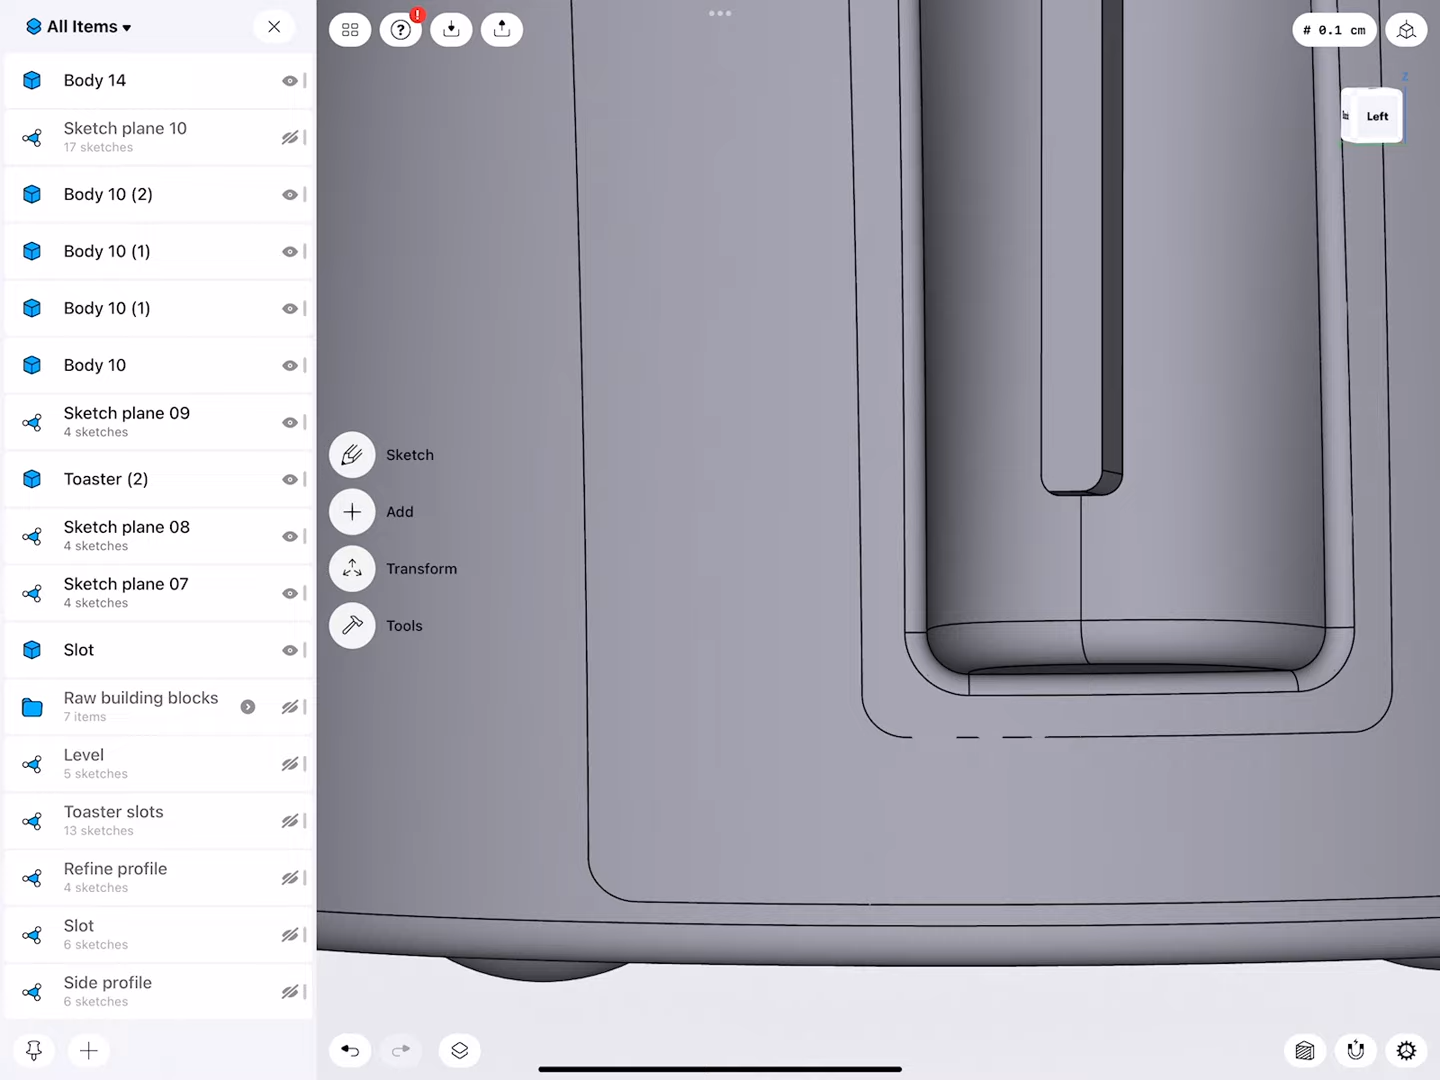 All Items
Body 14
Sketch plane 10
17 sketches
Body 10 (2)
Body 10 (1)
Body 10 (1)
Body 10
Sketch plane 09
4 sketches
Toaster (2)
Sketch plane 08
4 sketches
Sketch plane 07
4 sketches
Slot
Raw building blocks
7 items
Level
5 sketches
Toaster slots
13 sketches
Refine profile
4 sketches
Slot
6 sketches
Side profile
6 sketches
Sketch
Add
Transform
Tools
# 0.1 cm
Z
Left